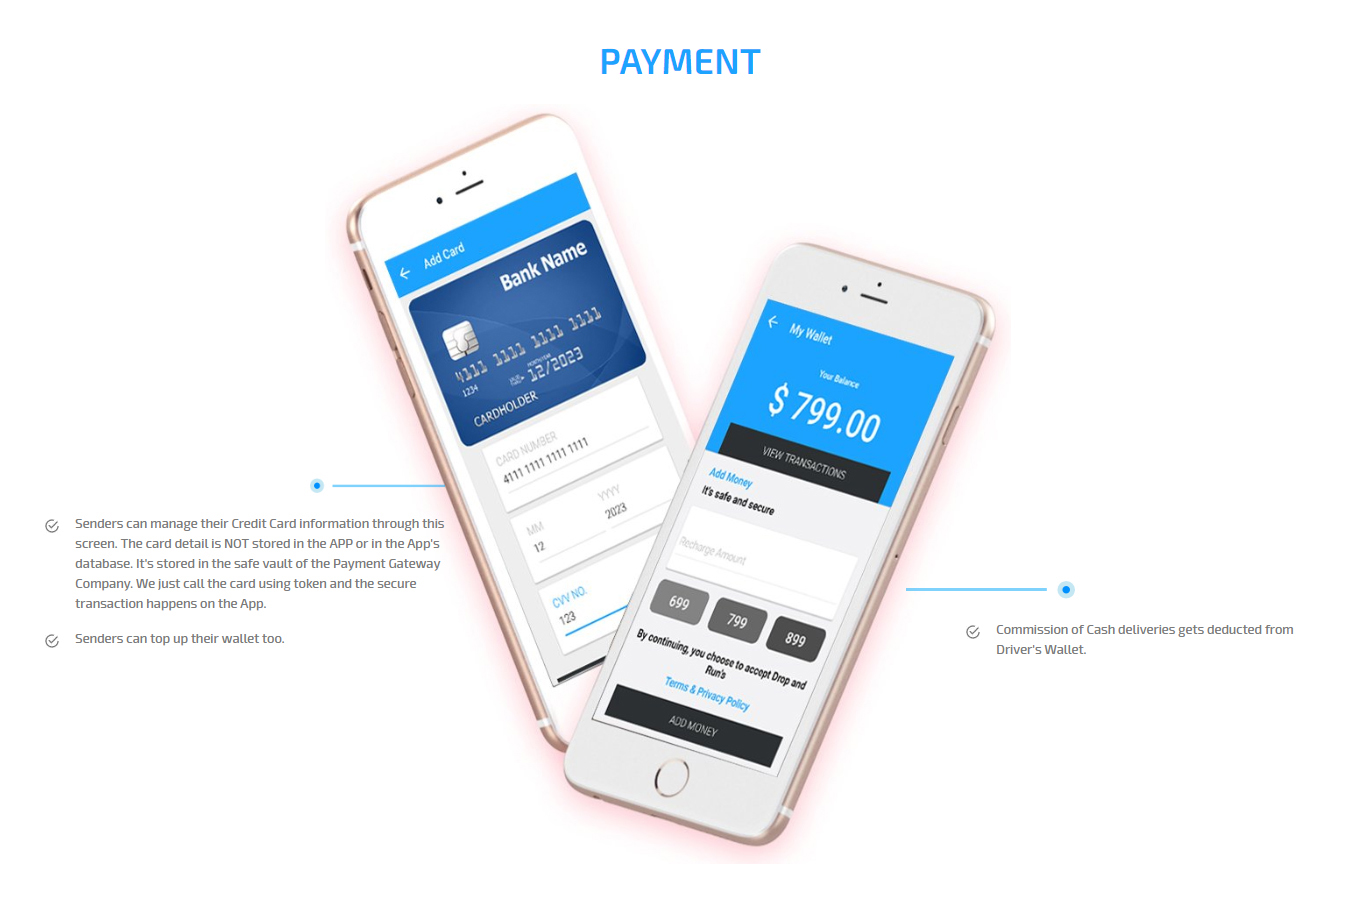 PAYMENT
Add Card
Bank Name
4111 1111 1111 1111
1234
12/2023
CARDHOLDER
CARD NUMBER
4111 1111 1111 1111
MM
YYYY
12
2023
CVV NO.
123
My Wallet
Your Balance
$ 799.00
VIEW TRANSACTIONS
Add Money
It's safe and secure
Recharge Amount
699
799
899
By continuing, you choose to accept Drop and
Run's
Terms & Privacy Policy
ADD MONEY
Senders can manage their Credit Card information through this
screen. The card detail is NOT stored in the APP or in the App's
database. It's stored in the safe vault of the Payment Gateway
Company. We just call the card using token and the secure
transaction happens on the App.
Senders can top up their wallet too.
Commission of Cash deliveries gets deducted from
Driver's Wallet.